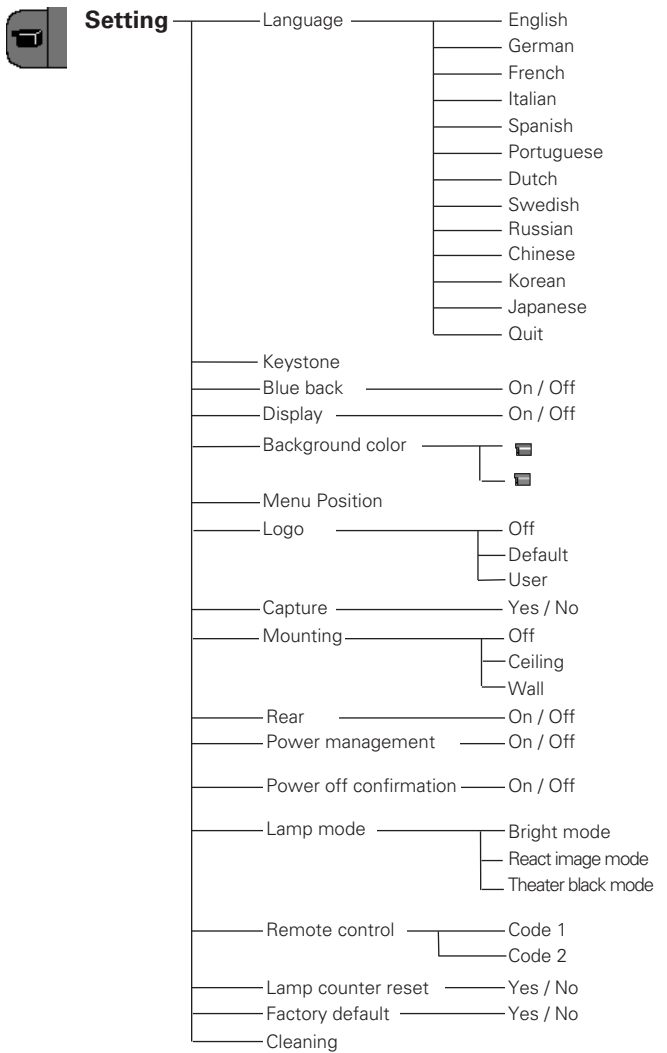 Setting Language English
German
French
Italian
Spanish
Portuguese
Dutch
Swedish
Russian
Chinese
Korean
Japanese
Quit
Keystone
Blue back On / Off
Display On / Off
Background color
Menu Position
Logo Off
Default
User
Capture Yes / No
Mounting Off
Ceiling
Wall
Rear On / Off
Power management On / Off
Power off confirmation On / Off
Lamp mode Bright mode
React image mode
Theater black mode
Remote control Code 1
Code 2
Lamp counter reset Yes / No
Factory default Yes / No
Cleaning